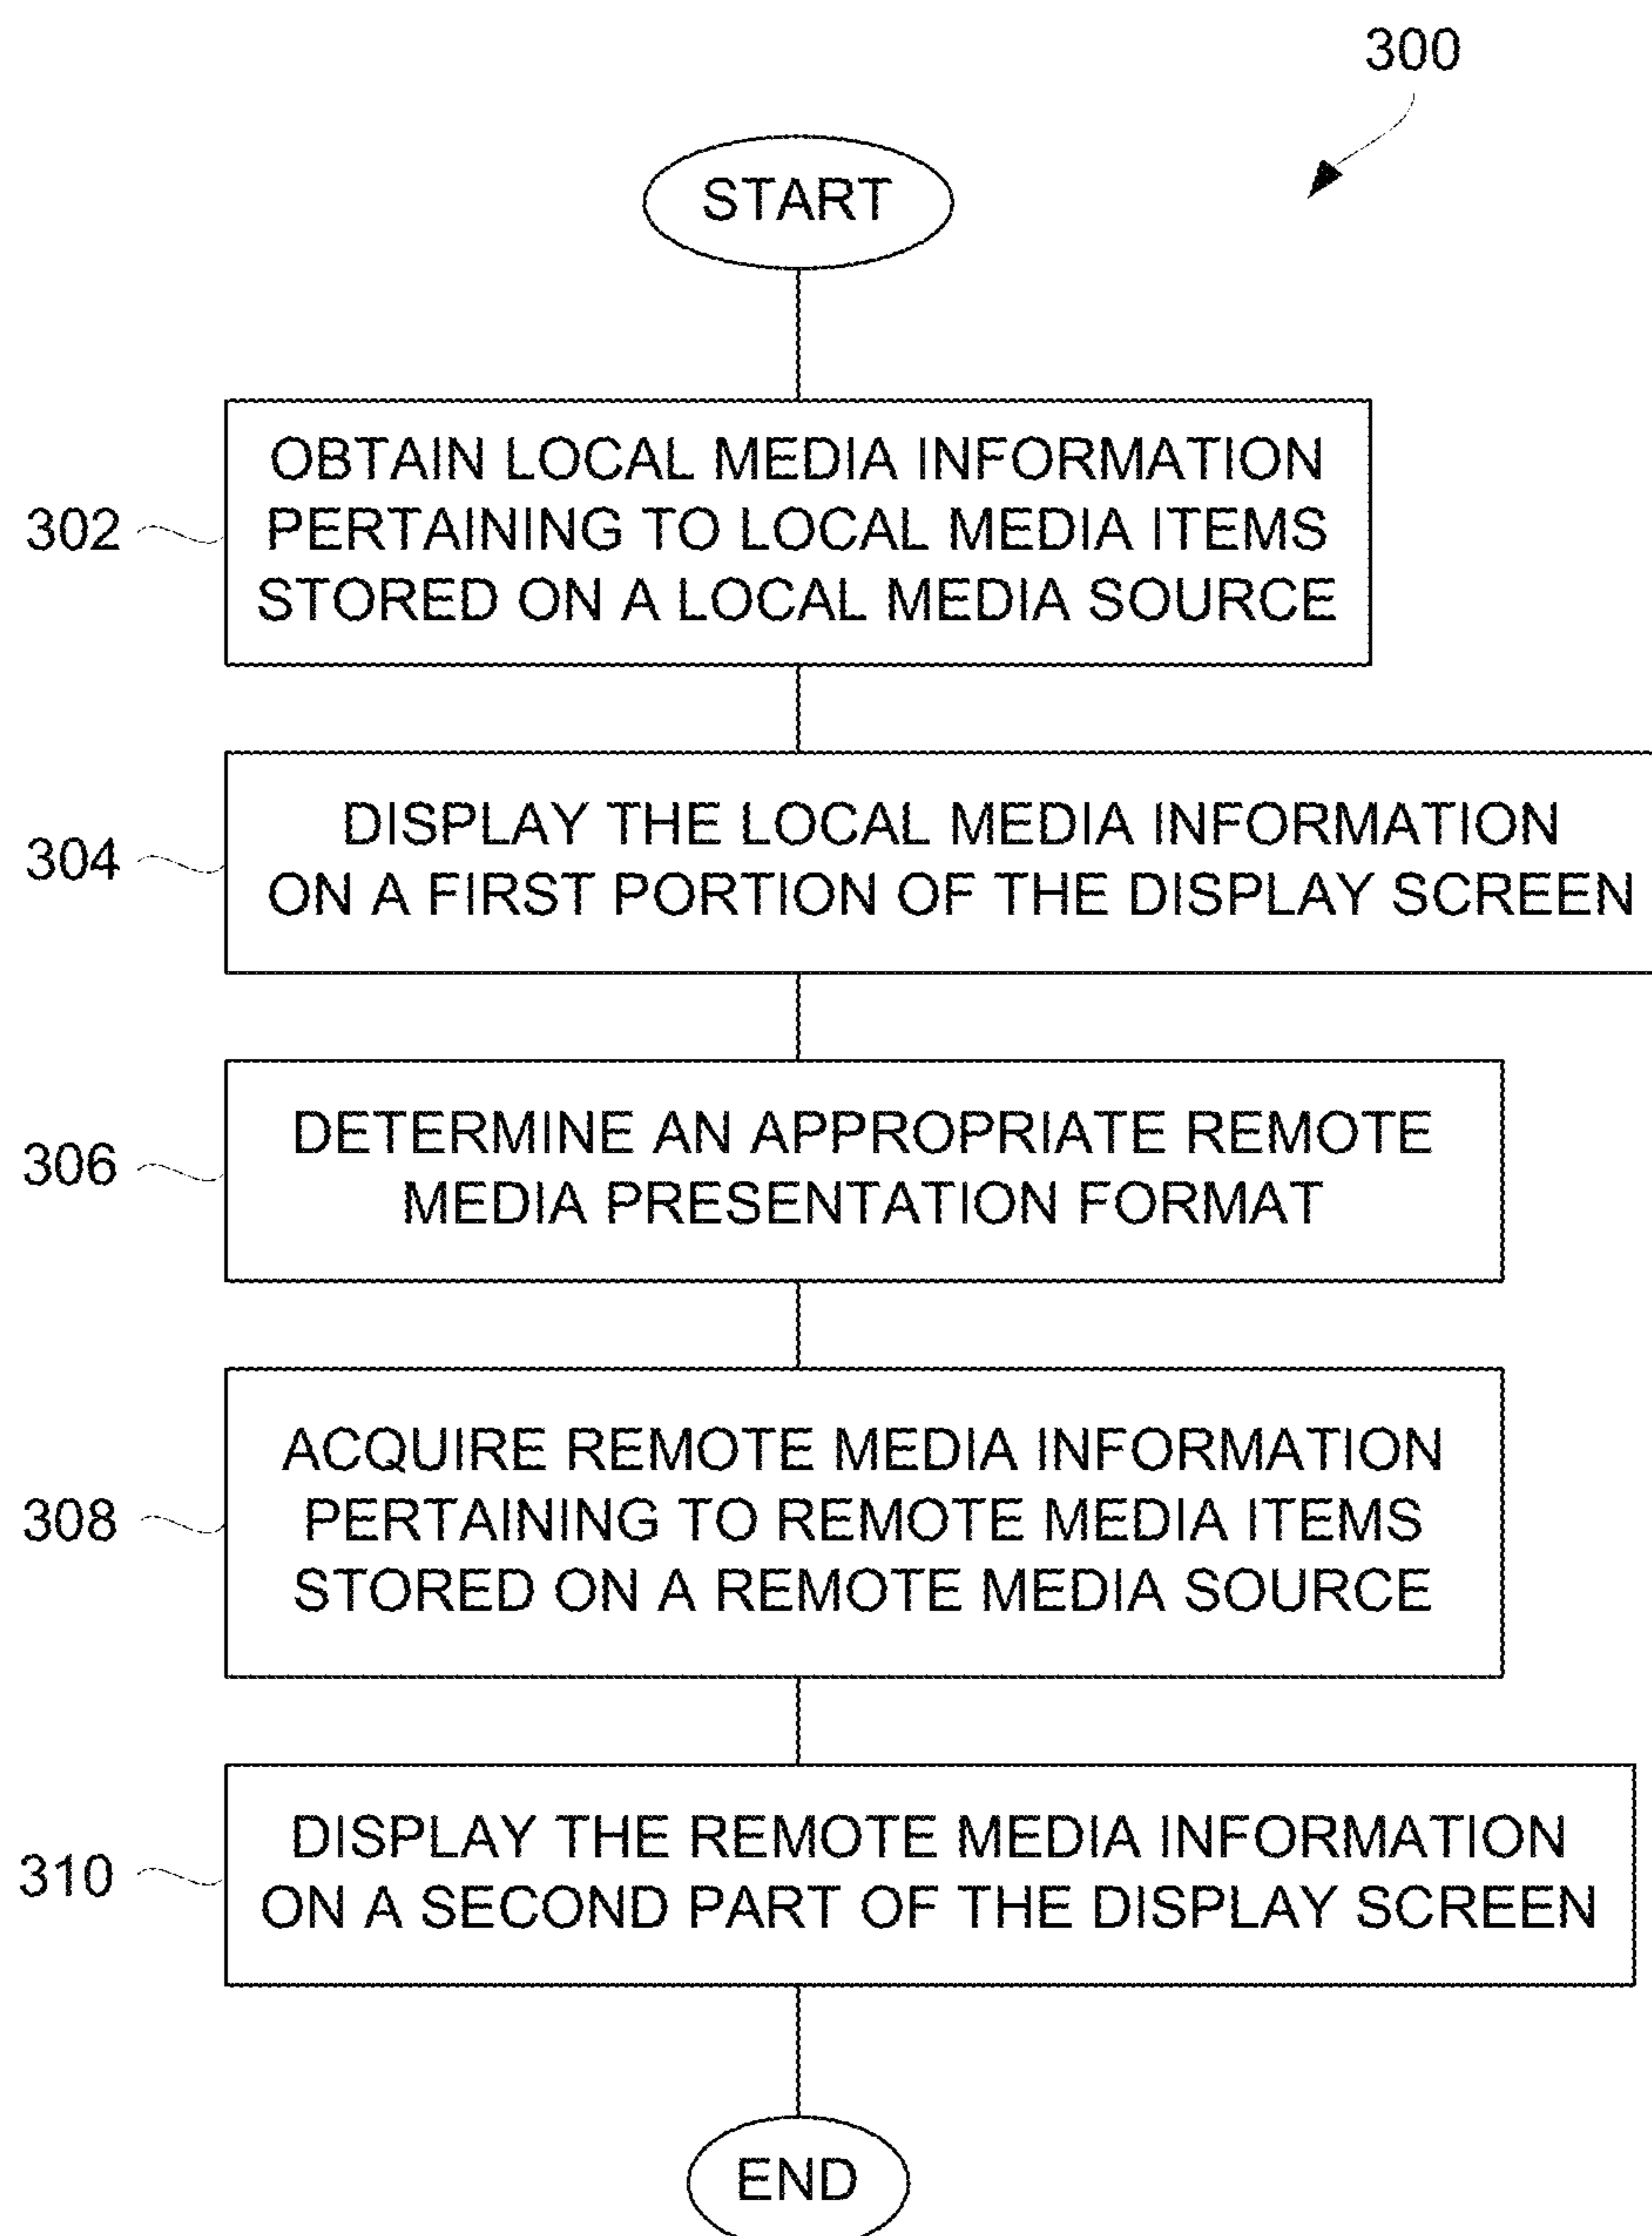 300
START
302
OBTAIN LOCAL MEDIA INFORMATION
PERTAINING TO LOCAL MEDIA ITEMS
STORED ON A LOCAL MEDIA SOURCE
304
DISPLAY THE LOCAL MEDIA INFORMATION
ON A FIRST PORTION OF THE DISPLAY SCREEN
306
DETERMINE AN APPROPRIATE REMOTE
MEDIA PRESENTATION FORMAT
308
ACQUIRE REMOTE MEDIA INFORMATION
PERTAINING TO REMOTE MEDIA ITEMS
STORED ON A REMOTE MEDIA SOURCE
310
DISPLAY THE REMOTE MEDIA INFORMATION
ON A SECOND PART OF THE DISPLAY SCREEN
END